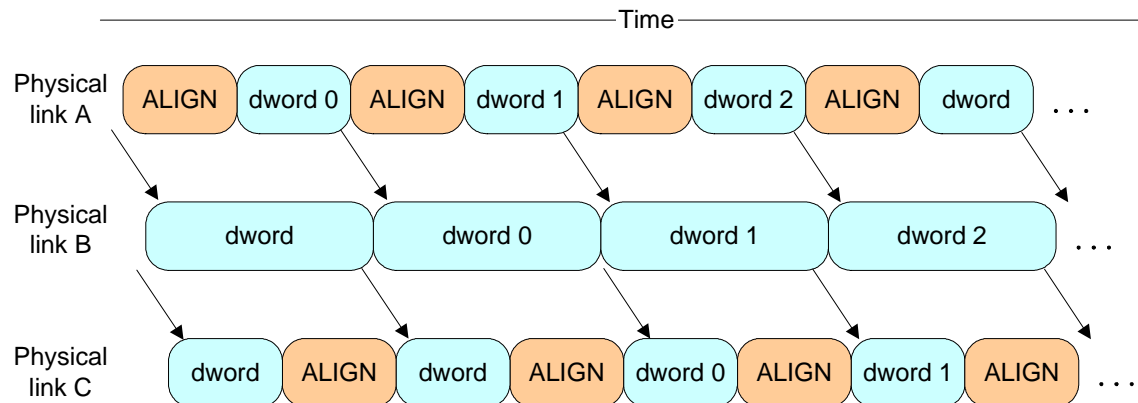 Time
Physical link A
ALIGN dword 0 ALIGN dword 1 ALIGN dword 2 ALIGN dword . . .
Physical link B
dword dword 0 dword 1 dword 2 . . .
Physical link C
dword ALIGN dword ALIGN dword 0 ALIGN dword 1 ALIGN . . .